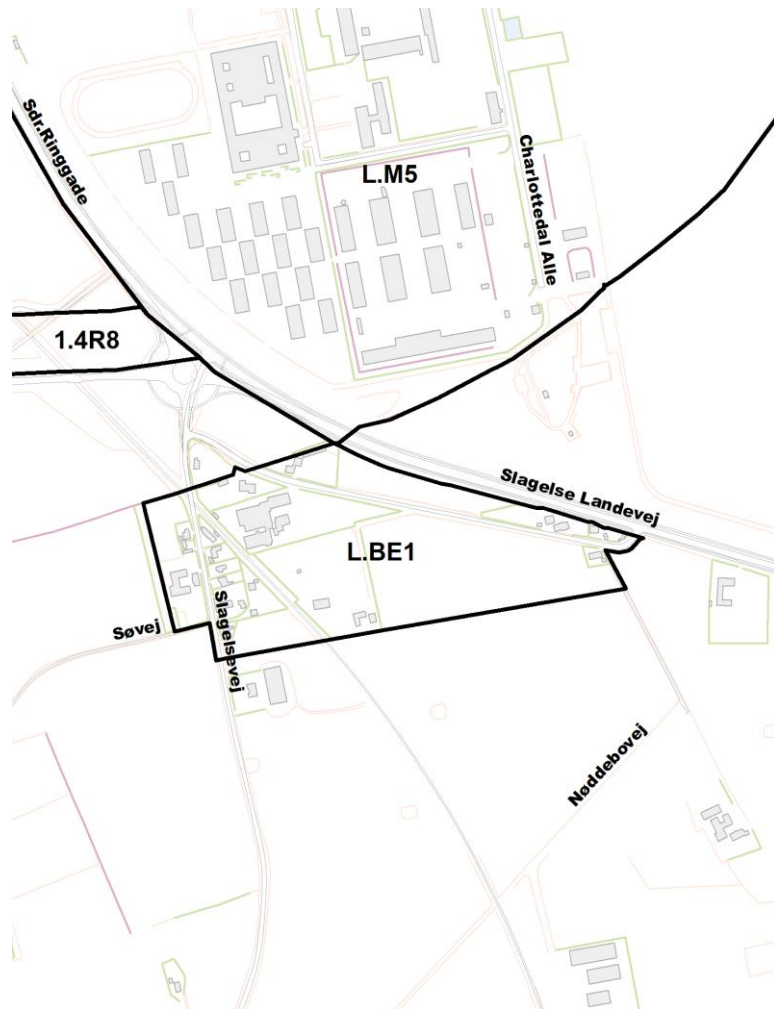 Sdr.Ringgade
L.M5
Charlottedal Alle
1.4R8
Slagelse Landevej
L.BE1
Søvej
Slagelsevej
Nøddebovej